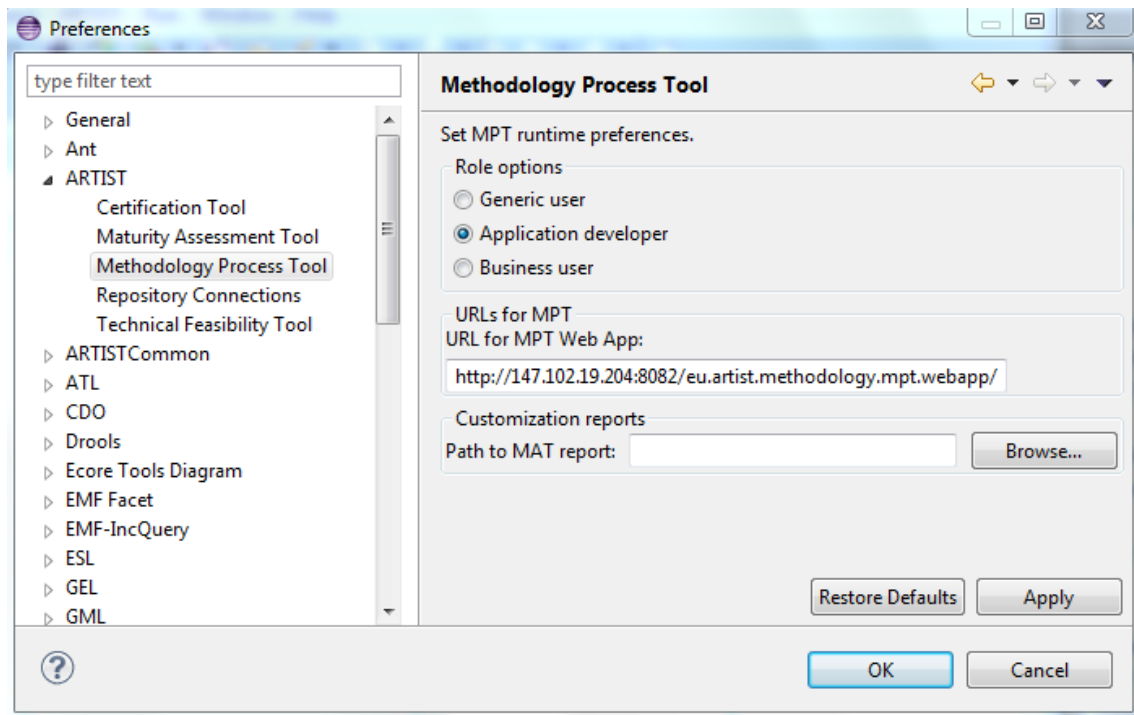 Preferences
type filter text
General
Ant
ARTIST
Certification Tool
Maturity Assessment Tool
Methodology Process Tool
Repository Connections
Technical Feasibility Tool
ARTISTCommon
ATL
CDO
Drools
Ecore Tools Diagram
EMF Facet
EMF-IncQuery
ESL
GEL
GML
Methodology Process Tool
Set MPT runtime preferences.
Role options
Generic user
Application developer
Business user
URLs for MPT
URL for MPT Web App:
http://147.102.19.204:8082/eu.artist.methodology.mpt.webapp/
Customization reports
Path to MAT report:
Browse...
Restore Defaults
Apply
OK
Cancel